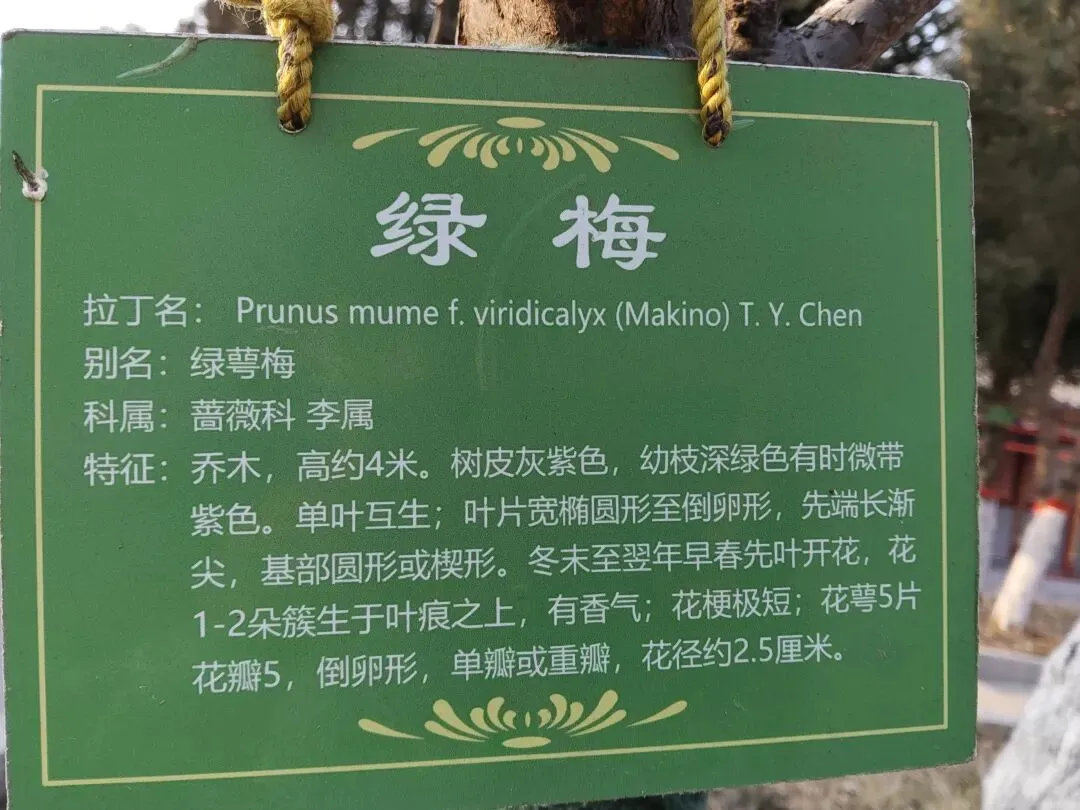 绿 梅
拉丁名： Prunus mume f. viridicalyx (Makino) T. Y. Chen
别名：绿萼梅
科属：蔷薇科 李属
特征：乔木，高约4米。树皮灰紫色，幼枝深绿色有时微带
紫色。单叶互生；叶片宽椭圆形至倒卵形，先端长渐
尖，基部圆形或楔形。冬末至翌年早春先叶开花，花
1-2朵簇生于叶痕之上，有香气；花梗极短；花萼5片
花瓣5，倒卵形，单瓣或重瓣，花径约2.5厘米。